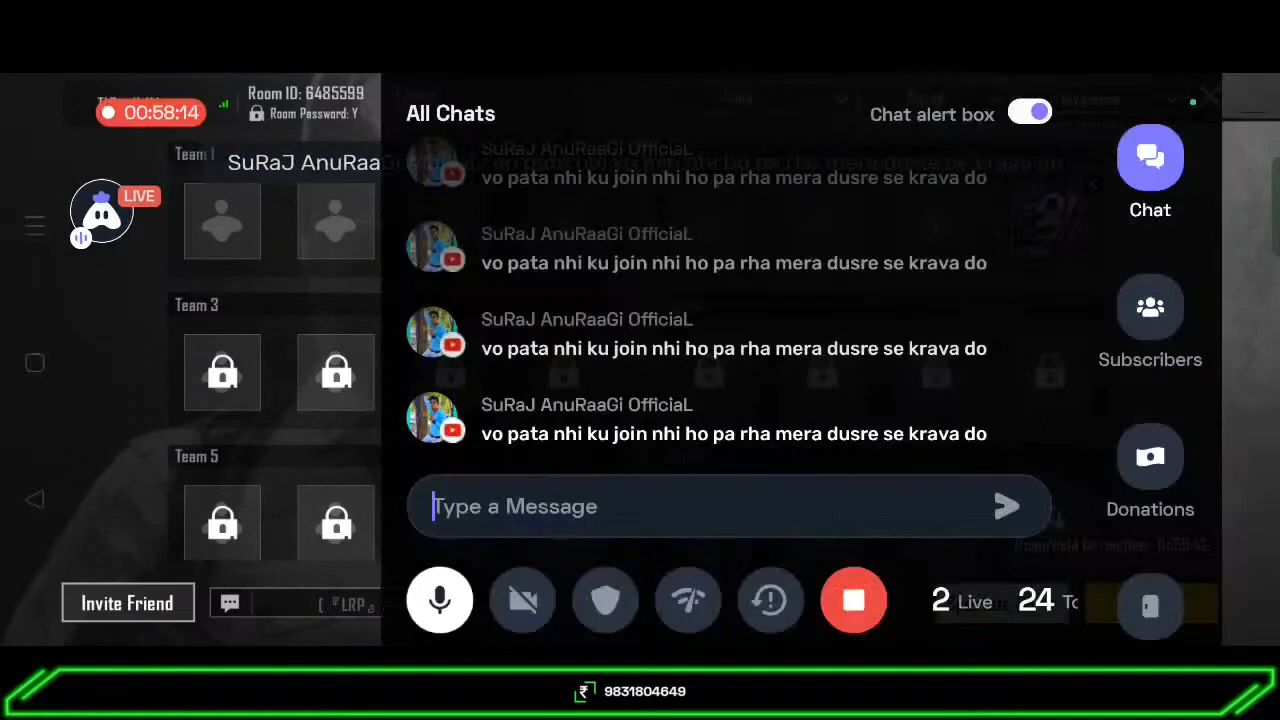 00:58:14
Room ID: 6485599
Room Password: Y
All Chats
Chat alert box
Team
SuRaJ AnuRaa
SuRaJ AnuRaaGi OfficiaL
vo pata nhi ku join nhi ho pa rha mera dusre se krava do
LIVE
Chat
SuRaJ AnuRaaGi OfficiaL
vo pata nhi ku join nhi ho pa rha mera dusre se krava do
Team 3
SuRaJ AnuRaaGi OfficiaL
vo pata nhi ku join nhi ho pa rha mera dusre se krava do
Subscribers
SuRaJ AnuRaaGi OfficiaL
vo pata nhi ku join nhi ho pa rha mera dusre se krava do
Team 5
Type a Message
Donations
Invite Friend
[ 『LRP』
2 Live
24 To
₹ 9831804649